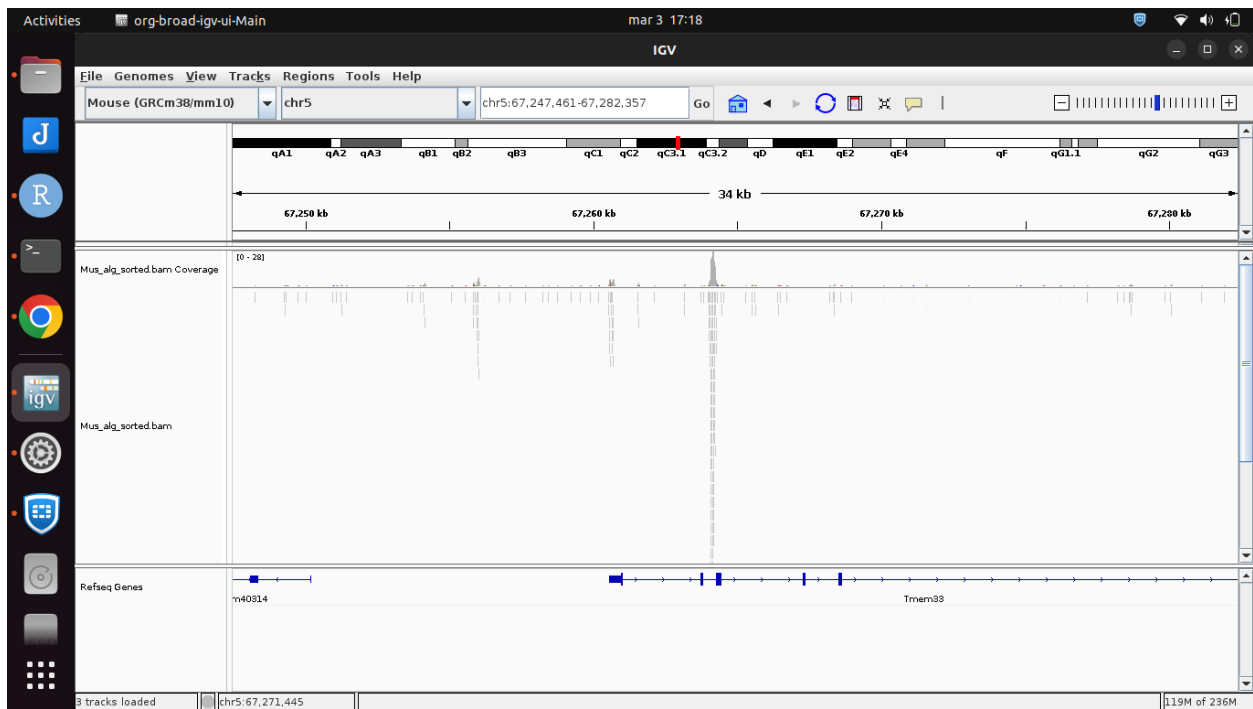 Activities org-broad-igv-ui-Main mar 3 17:18
IGV
File Genomes View Tracks Regions Tools Help
Mouse (GRCm38/mm10) chr5 chr5:67,247,461-67,282,357 Go
qA1 qA2 qA3 qB1 qB2 qB3 qC1 qC2 qC3.1 qC3.2 qD qE1 qE2 qE4 qF qG1.1 qG2 qG3
34 kb
67,250 kb 67,260 kb 67,270 kb 67,280 kb
[0 - 28]
Mus_alg_sorted.bam Coverage
Mus_alg_sorted.bam
Refseq Genes
m40314 Tmem33
3 tracks loaded chr5:67,271,445 119M of 236M
J
R
>_
igv